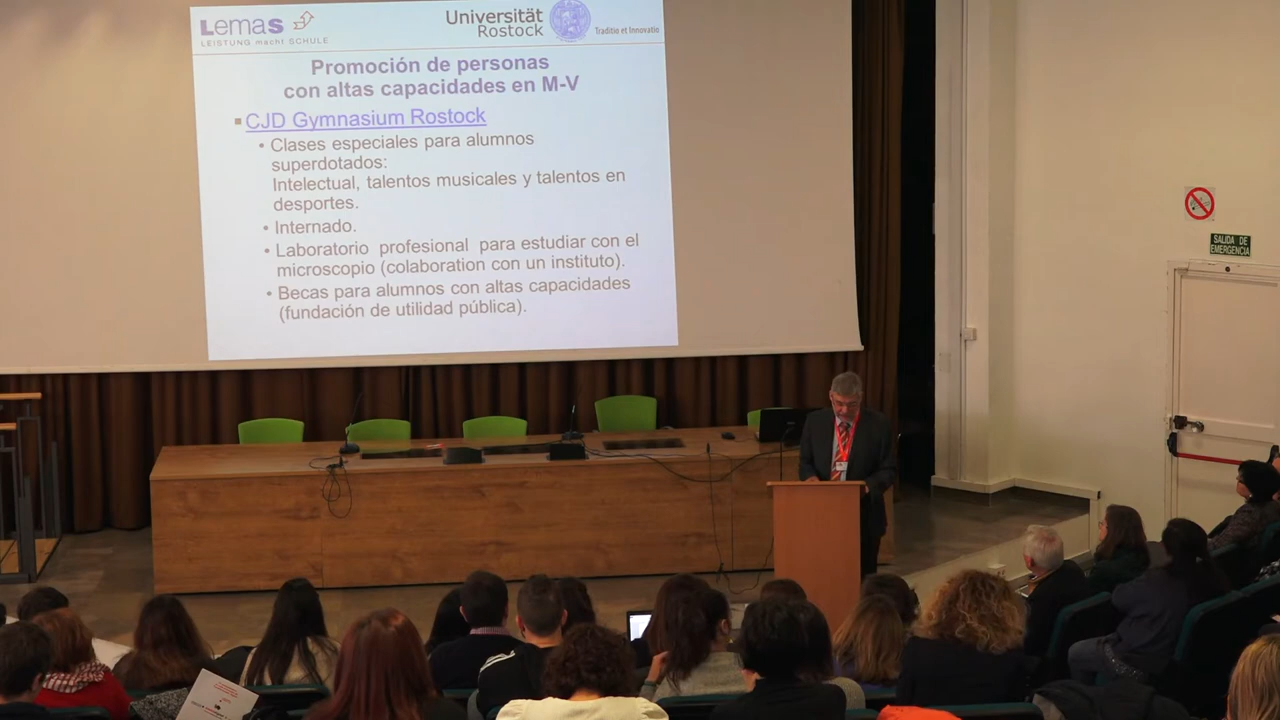 Lemas
LEISTUNG macht SCHULE
Universität
Rostock
Traditio et Innovatio
Promoción de personas
con altas capacidades en M-V
CJD Gymnasium Rostock
• Clases especiales para alumnos
superdotados:
Intelectual, talentos musicales y talentos en
desportes.
• Internado.
• Laboratorio profesional para estudiar con el
microscopio (colaboration con un instituto).
• Becas para alumnos con altas capacidades
(fundación de utilidad pública).
SALIDA DE
EMERGENCIA